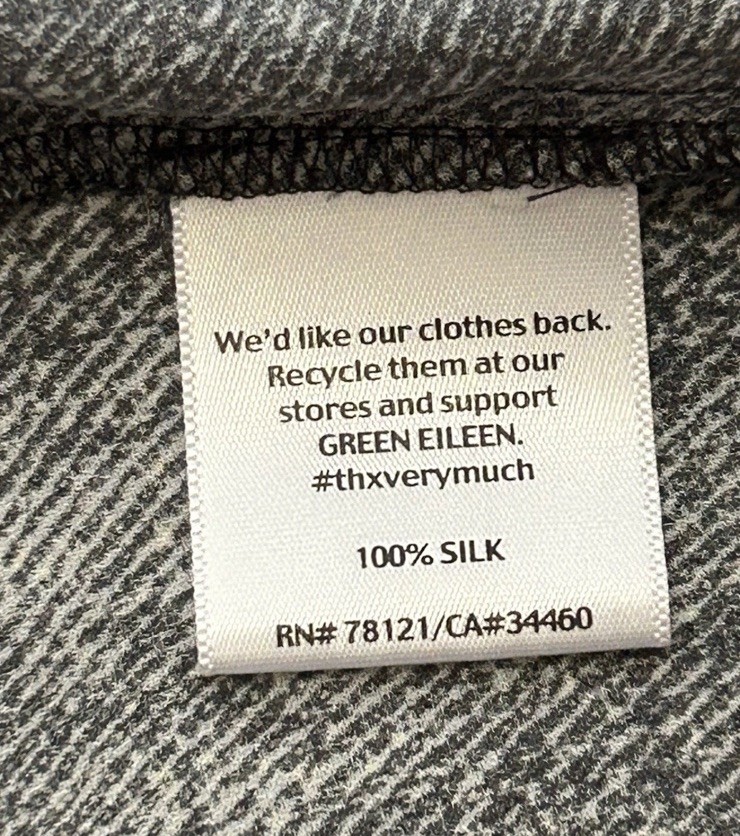 We'd like our clothes back.
Recycle them at our
stores and support
GREEN EILEEN.
#thxverymuch
100% SILK
RN# 78121/CA#34460